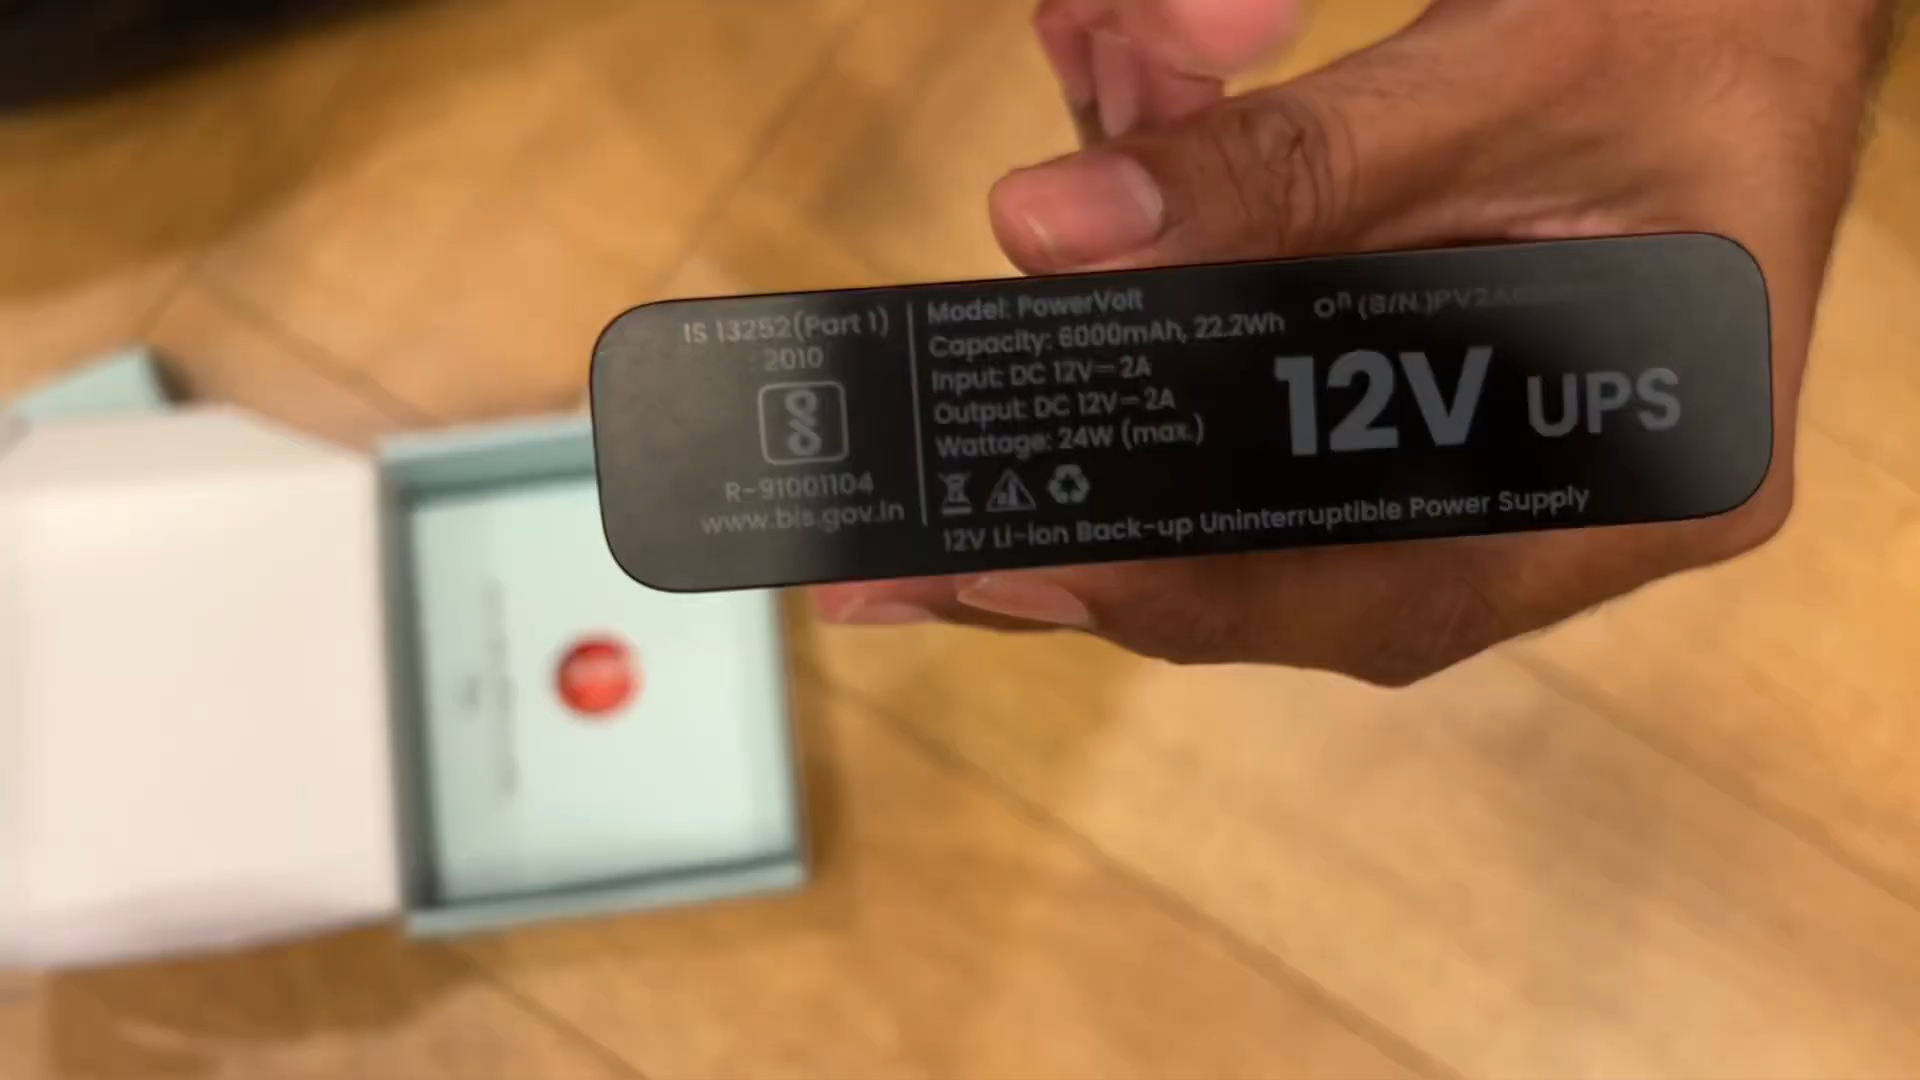 IS 13252(Part 1)
2010
R-91001104
www.bis.gov.in
Model: PowerVolt
Capacity: 6000mAh, 22.2Wh
Input: DC 12V⎓2A
Output: DC 12V⎓2A
Wattage: 24W (max.)
12V Li-ion Back-up Uninterruptible Power Supply
(S/N.)
12V UPS